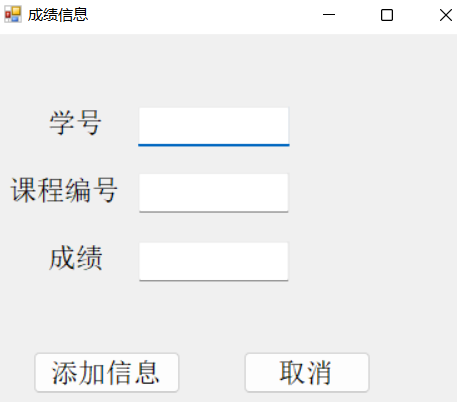 成绩信息
学号
课程编号
成绩
添加信息 取消